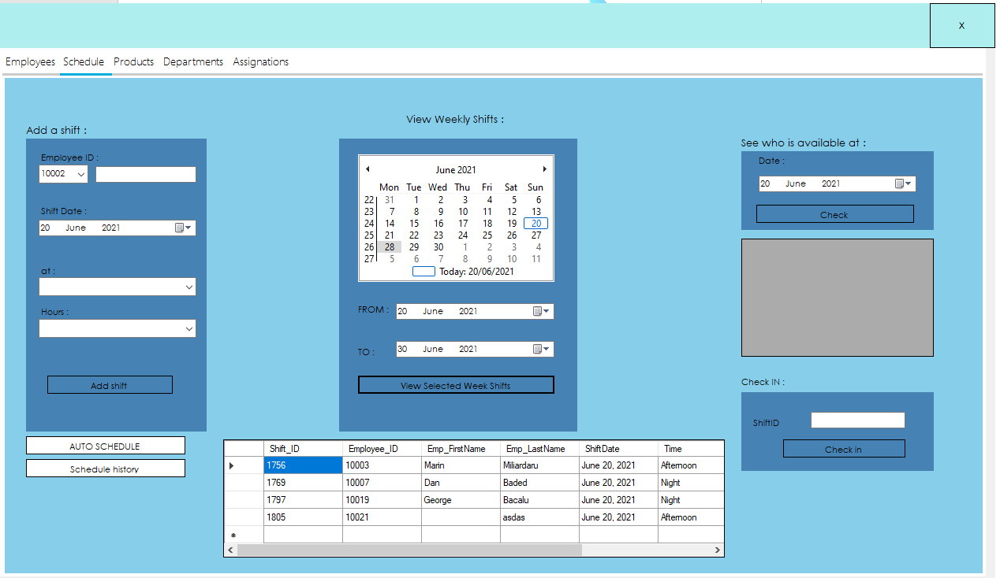 X
Employees Schedule Products Departments Assignations
Add a shift :
Employee ID :
10002
Shift Date :
20 June 2021
at :
Hours :
Add shift
AUTO SCHEDULE
Schedule history
View Weekly Shifts :
June 2021
Mon Tue Wed Thu Fri Sat Sun
22 31 1 2 3 4 5 6
23 7 8 9 10 11 12 13
24 14 15 16 17 18 19 20
25 21 22 23 24 25 26 27
26 28 29 30 1 2 3 4
27 5 6 7 8 9 10 11
Today: 20/06/2021
FROM : 20 June 2021
TO : 30 June 2021
View Selected Week Shifts
See who is available at :
Date :
20 June 2021
Check
Check IN :
ShiftID
Check in
Shift_ID Employee_ID Emp_FirstName Emp_LastName ShiftDate Time
1756 10003 Marin Miliardaru June 20, 2021 Afternoon
1769 10007 Dan Baded June 20, 2021 Night
1797 10019 George Bacalu June 20, 2021 Night
1805 10021 asdas June 20, 2021 Afternoon